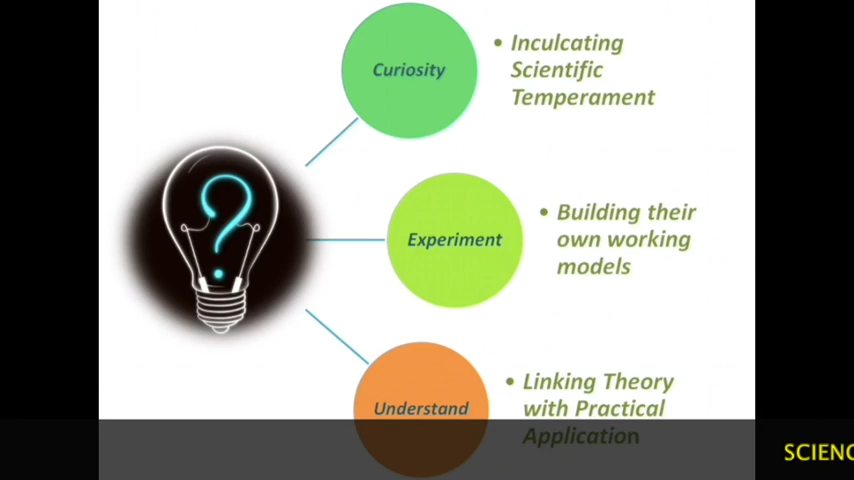 Curiosity
• Inculcating
Scientific
Temperament
Experiment
• Building their
own working
models
Understand
• Linking Theory
with Practical
Application
SCIENC
?